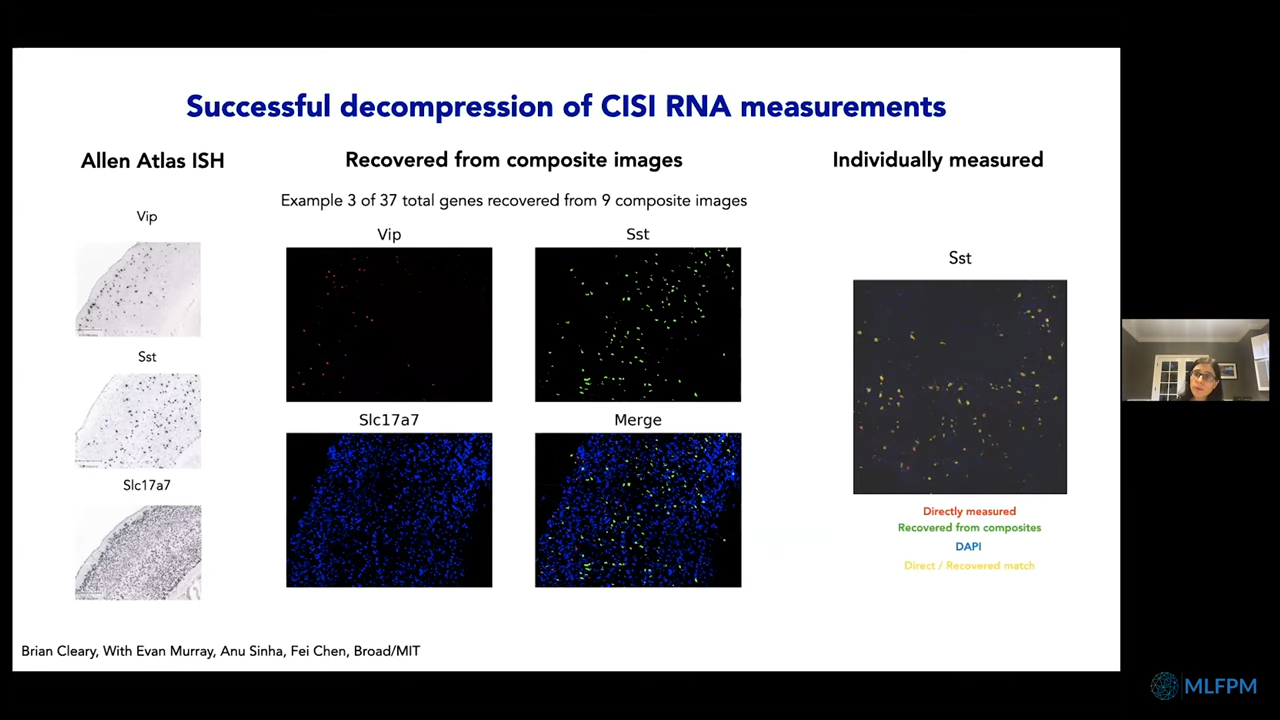 Successful decompression of CISI RNA measurements
Allen Atlas ISH
Recovered from composite images
Individually measured
Example 3 of 37 total genes recovered from 9 composite images
Vip
Sst
Slc17a7
Vip
Sst
Slc17a7
Merge
Sst
Directly measured
Recovered from composites
DAPI
Direct / Recovered match
Brian Cleary, With Evan Murray, Anu Sinha, Fei Chen, Broad/MIT
MLFPM